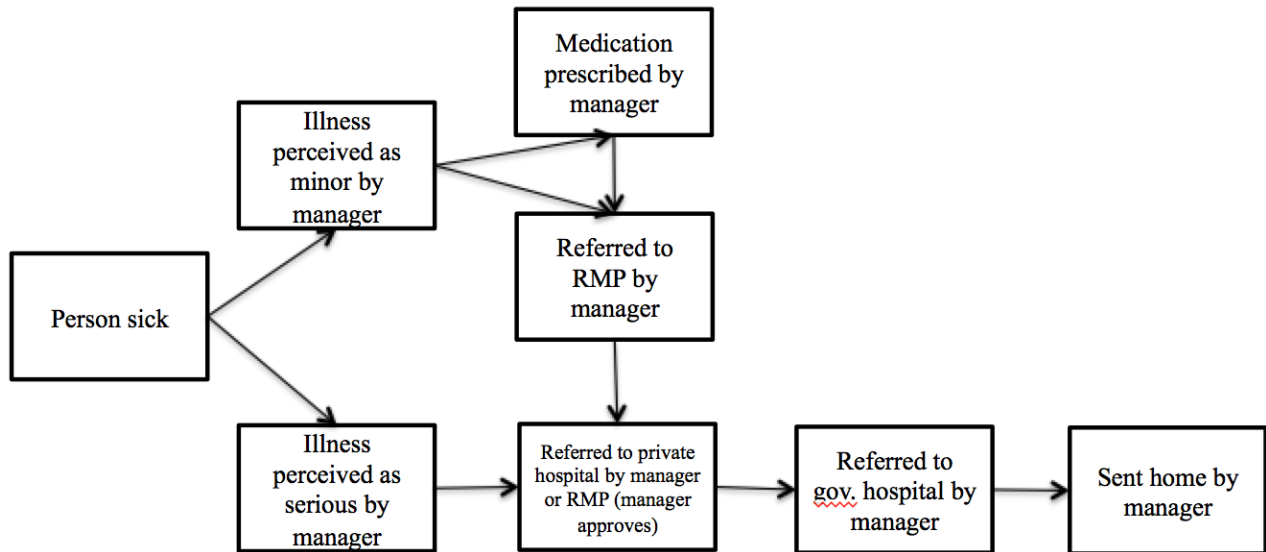 Medication
prescribed by
manager
Illness
perceived as
minor by
manager
Referred to
RMP by
manager
Person sick
Illness
perceived as
serious by
manager
Referred to private
hospital by manager
or RMP (manager
approves)
Referred to
gov. hospital by
manager
Sent home by
manager